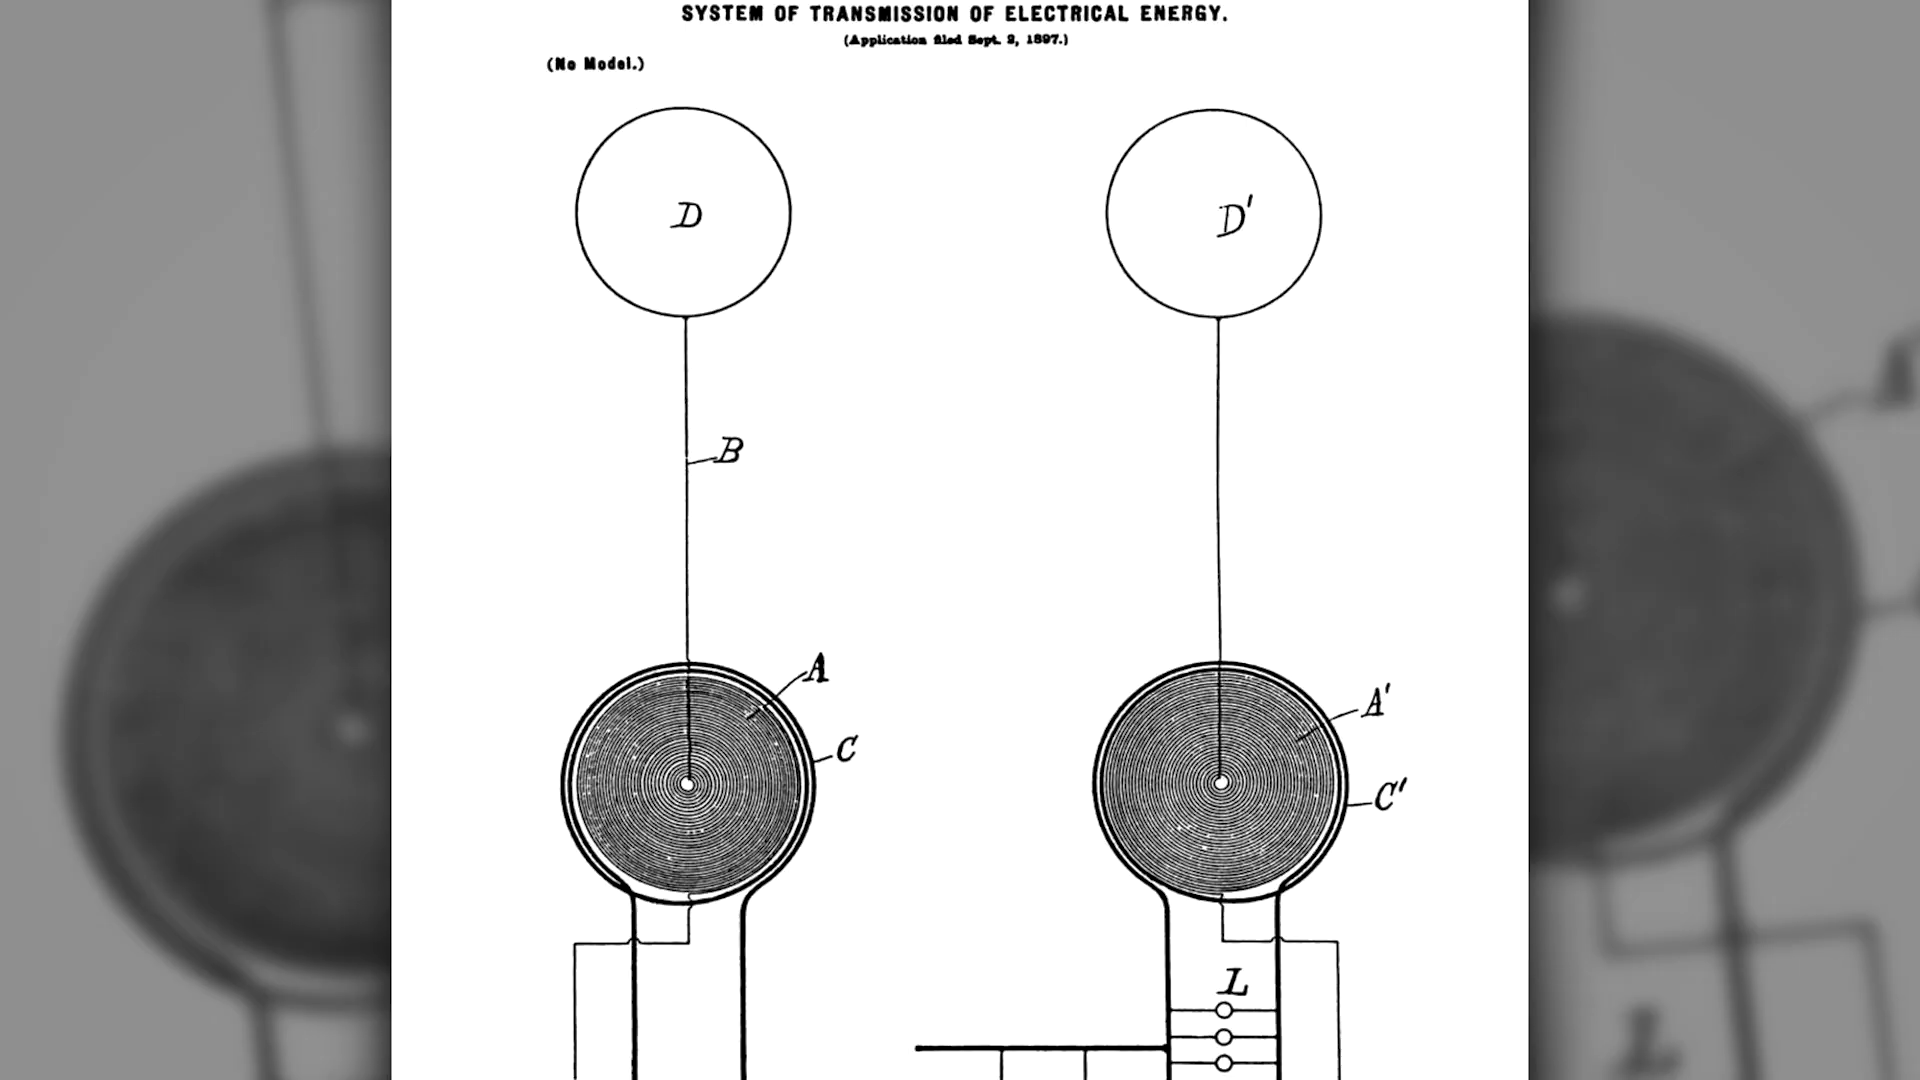 SYSTEM OF TRANSMISSION OF ELECTRICAL ENERGY.
(Application filed Sept. 2, 1897.)
(No Model.)
D
D'
B
A
A'
C
C'
L